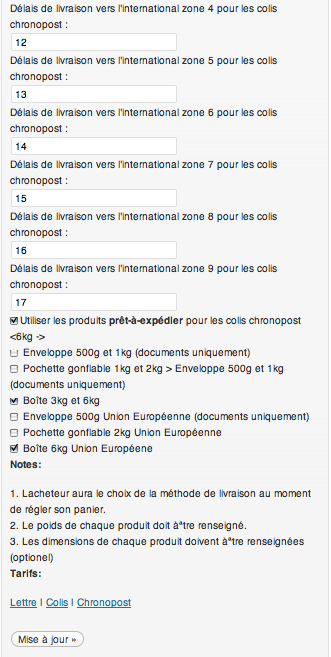 Délais de livraison vers l'international zone 4 pour les colis
chronopost :
12
Délais de livraison vers l'international zone 5 pour les colis
chronopost :
13
Délais de livraison vers l'international zone 6 pour les colis
chronopost :
14
Délais de livraison vers l'international zone 7 pour les colis
chronopost :
15
Délais de livraison vers l'international zone 8 pour les colis
chronopost :
16
Délais de livraison vers l'international zone 9 pour les colis
chronopost :
17
Utiliser les produits prêt-à-expédier pour les colis chronopost
<6kg ->
Enveloppe 500g et 1kg (documents uniquement)
Pochette gonflable 1kg et 2kg > Enveloppe 500g et 1kg
(documents uniquement)
Boîte 3kg et 6kg
Enveloppe 500g Union Européenne (documents uniquement)
Pochette gonflable 2kg Union Européenne
Boîte 6kg Union Européene
Notes:
1. Lacheteur aura le choix de la méthode de livraison au moment
de régler son panier.
2. Le poids de chaque produit doit àªtre renseigné.
3. Les dimensions de chaque produit doivent àªtre renseignées
(optionel)
Tarifs:
Lettre | Colis | Chronopost
Mise à jour »